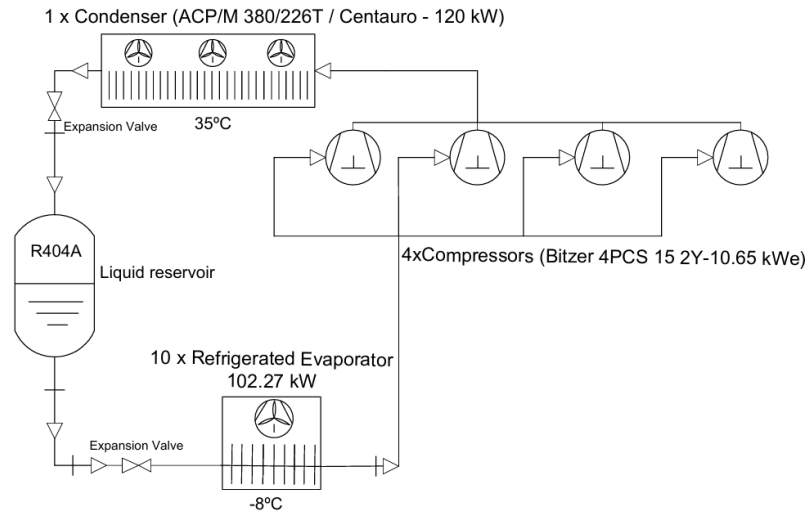 1 x Condenser (ACP/M 380/226T / Centauro - 120 kW)
35ºC
Expansion Valve
R404A
Liquid reservoir
4xCompressors (Bitzer 4PCS 15 2Y-10.65 kWe)
10 x Refrigerated Evaporator
102.27 kW
Expansion Valve
-8ºC